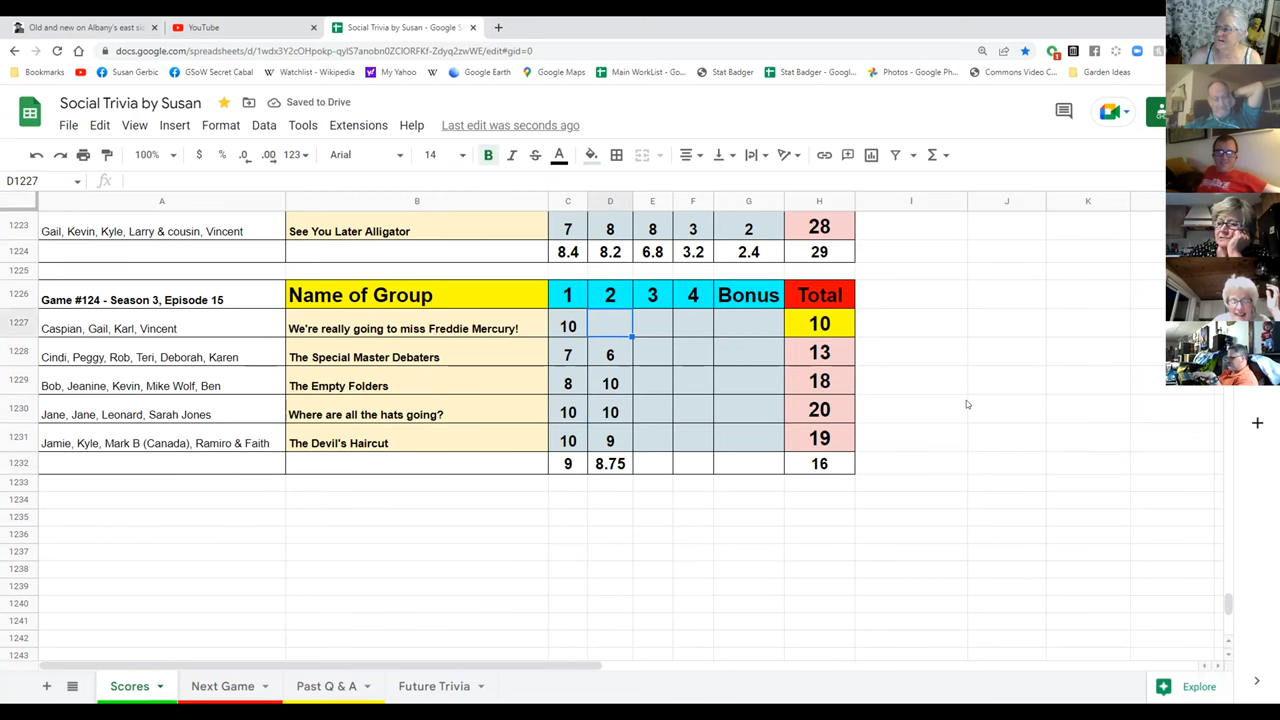 Old and new on Albany's east si
YouTube
Social Trivia by Susan - Google S
docs.google.com/spreadsheets/d/1wdx3Y2cOHpokp-qyIS7anobn0ZCIORFKf-Zdyq2zwWE/edit#gid=0
Bookmarks
Susan Gerbic
GSoW Secret Cabal
Watchlist - Wikipedia
My Yahoo
Google Earth
Google Maps
Main WorkList - Go...
Stat Badger
Stat Badger - Googl...
Photos - Google Ph...
Commons Video C...
Garden Ideas
Social Trivia by Susan
Saved to Drive
File Edit View Insert Format Data Tools Extensions Help Last edit was seconds ago
100% $ % .0 .00 123 Arial 14 B I S A
D1227 fx
A B C D E F G H I J K
1223 Gail, Kevin, Kyle, Larry & cousin, Vincent See You Later Alligator 7 8 8 3 2 28
1224 8.4 8.2 6.8 3.2 2.4 29
1225
1226 Game #124 - Season 3, Episode 15 Name of Group 1 2 3 4 Bonus Total
1227 Caspian, Gail, Karl, Vincent We're really going to miss Freddie Mercury! 10 10
1228 Cindi, Peggy, Rob, Teri, Deborah, Karen The Special Master Debaters 7 6 13
1229 Bob, Jeanine, Kevin, Mike Wolf, Ben The Empty Folders 8 10 18
1230 Jane, Jane, Leonard, Sarah Jones Where are all the hats going? 10 10 20
1231 Jamie, Kyle, Mark B (Canada), Ramiro & Faith The Devil's Haircut 10 9 19
1232 9 8.75 16
1233
1234
1235
1236
1237
1238
1239
1240
1241
1242
1243
Scores Next Game Past Q & A Future Trivia Explore